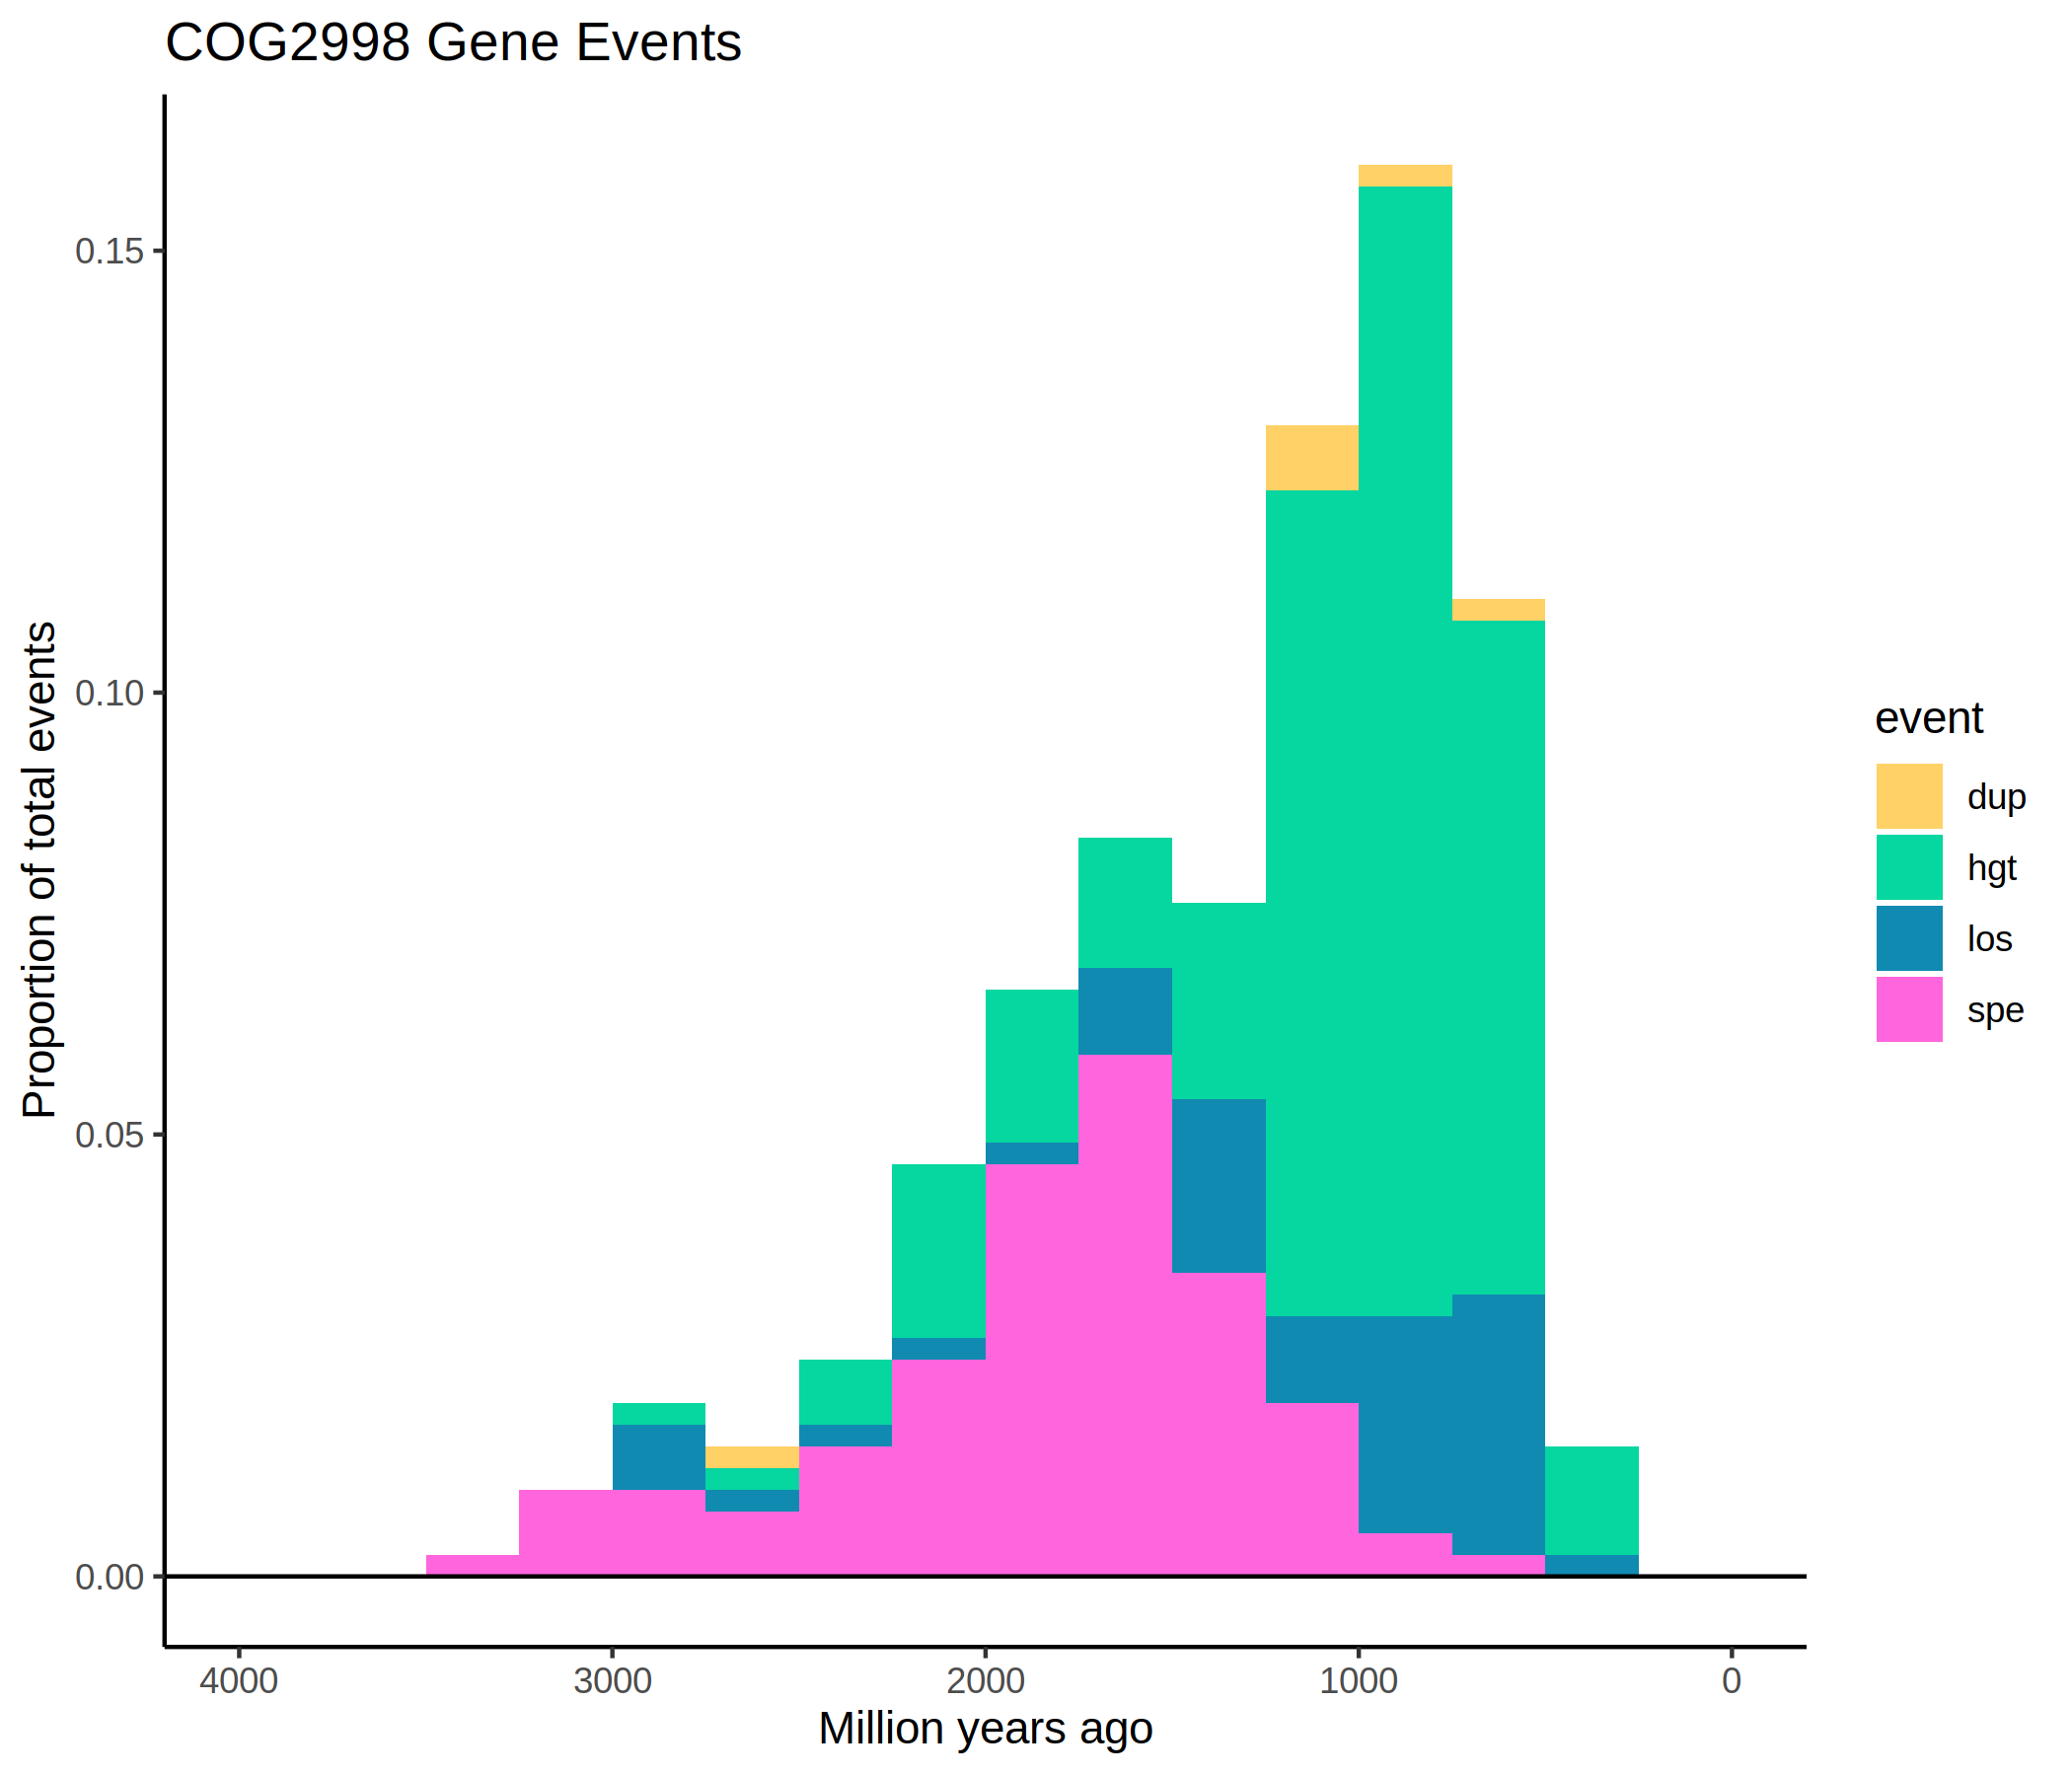 COG2998 Gene Events
Proportion of total events
0.15
0.10
0.05
0.00
4000 3000 2000 1000 0
Million years ago
event
dup
hgt
los
spe